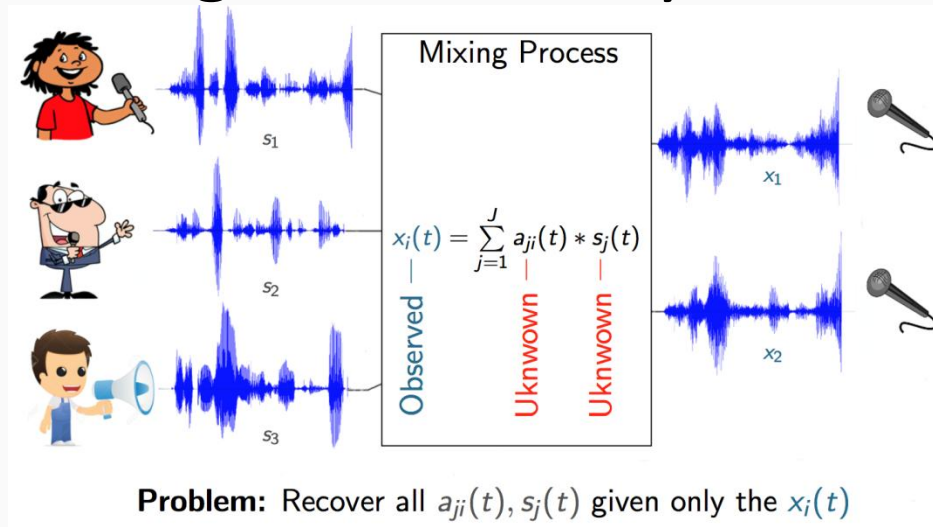 Mixing Process
s₁
x₁
s₂
xᵢ(t) = ∑ⱼ₌₁ᴶ aⱼᵢ(t) ∗ sⱼ(t)
Observed
Uknwown
Uknwown
x₂
s₃
Problem: Recover all aⱼᵢ(t), sⱼ(t) given only the xᵢ(t)